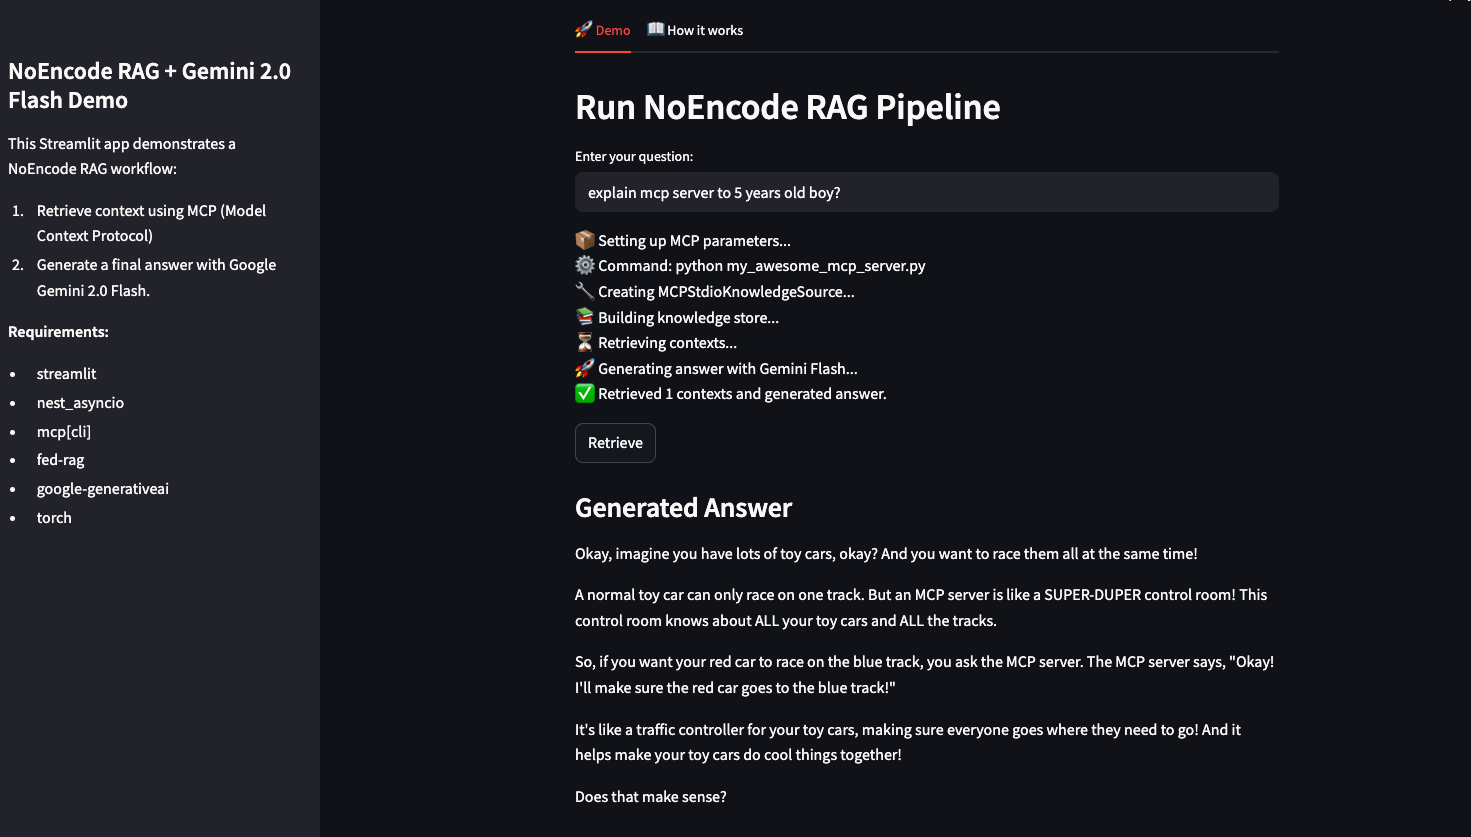 NoEncode RAG + Gemini 2.0
Flash Demo
This Streamlit app demonstrates a
NoEncode RAG workflow:
1. Retrieve context using MCP (Model
Context Protocol)
2. Generate a final answer with Google
Gemini 2.0 Flash.
Requirements:
• streamlit
• nest_asyncio
• mcp[cli]
• fed-rag
• google-generativeai
• torch
🚀 Demo 📖 How it works
Run NoEncode RAG Pipeline
Enter your question:
explain mcp server to 5 years old boy?
📦 Setting up MCP parameters...
⚙️ Command: python my_awesome_mcp_server.py
🔧 Creating MCPStdioKnowledgeSource...
📚 Building knowledge store...
⏳ Retrieving contexts...
🚀 Generating answer with Gemini Flash...
✅ Retrieved 1 contexts and generated answer.
Retrieve
Generated Answer
Okay, imagine you have lots of toy cars, okay? And you want to race them all at the same time!
A normal toy car can only race on one track. But an MCP server is like a SUPER-DUPER control room! This
control room knows about ALL your toy cars and ALL the tracks.
So, if you want your red car to race on the blue track, you ask the MCP server. The MCP server says, "Okay!
I'll make sure the red car goes to the blue track!"
It's like a traffic controller for your toy cars, making sure everyone goes where they need to go! And it
helps make your toy cars do cool things together!
Does that make sense?